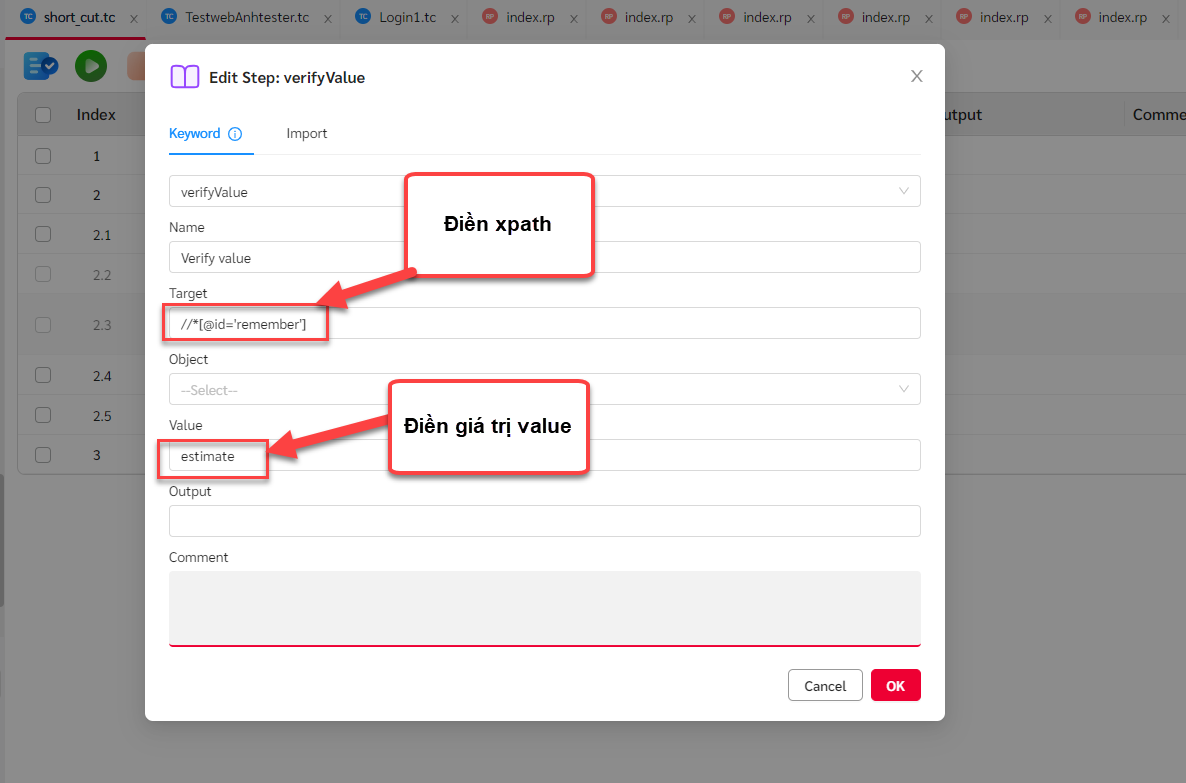 TC short_cut.tc x TC TestwebAnhtester.tc x TC Login1.tc x RP index.rp x RP index.rp x RP index.rp x RP index.rp x RP index.rp x RP index.rp x
Edit Step: verifyValue X
Index utput Comme
Keyword Import
1
verifyValue
2
Điền xpath
Name
2.1
Verify value
2.2
Target
2.3
//*[@id='remember']
Object
2.4
--Select--
2.5
Value
Điền giá trị value
3
estimate
Output
Comment
Cancel OK